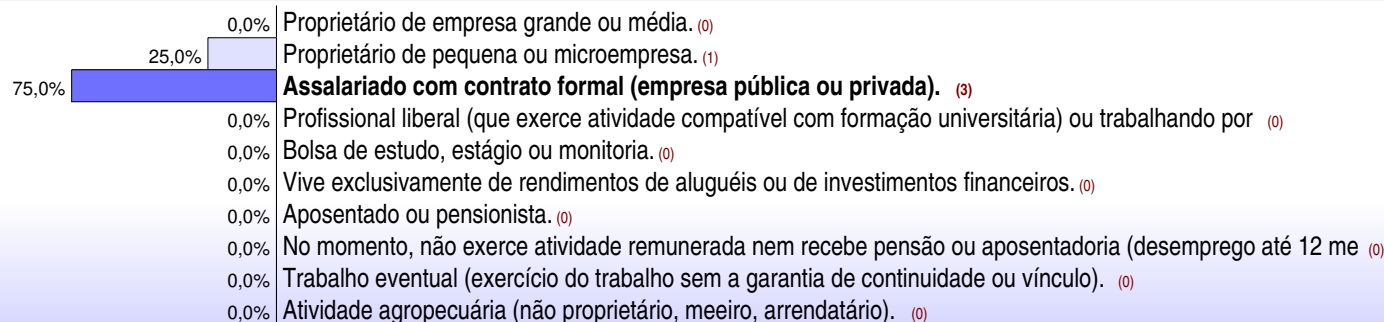 0,0% Proprietário de empresa grande ou média. (0)
25,0% Proprietário de pequena ou microempresa. (1)
75,0% Assalariado com contrato formal (empresa pública ou privada). (3)
0,0% Profissional liberal (que exerce atividade compatível com formação universitária) ou trabalhando por (0)
0,0% Bolsa de estudo, estágio ou monitoria. (0)
0,0% Vive exclusivamente de rendimentos de aluguéis ou de investimentos financeiros. (0)
0,0% Aposentado ou pensionista. (0)
0,0% No momento, não exerce atividade remunerada nem recebe pensão ou aposentadoria (desemprego até 12 me (0)
0,0% Trabalho eventual (exercício do trabalho sem a garantia de continuidade ou vínculo). (0)
0,0% Atividade agropecuária (não proprietário, meeiro, arrendatário). (0)